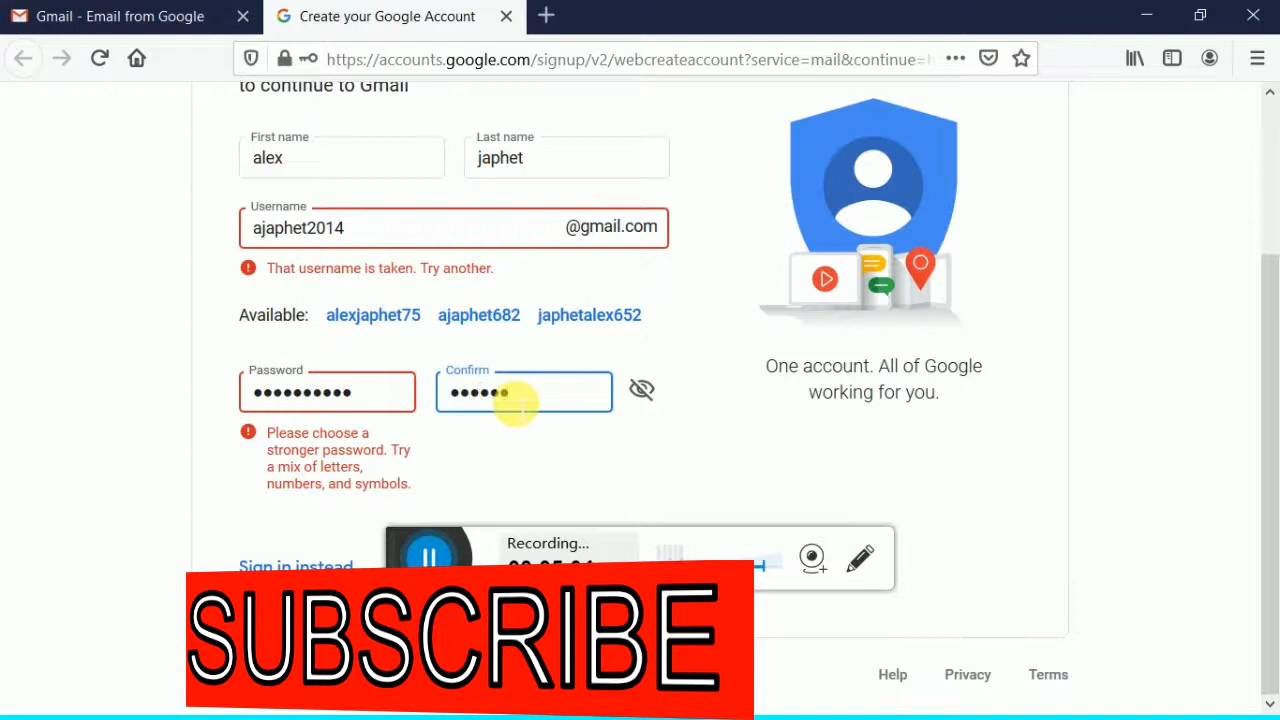 Gmail - Email from Google
Create your Google Account
https://accounts.google.com/signup/v2/webcreateaccount?service=mail&continue=h
to continue to Gmail
First name
Last name
alex
japhet
Username
ajaphet2014
@gmail.com
That username is taken. Try another.
Available: alexjaphet75 ajaphet682 japhetalex652
Password
Confirm
One account. All of Google
working for you.
Please choose a
stronger password. Try
a mix of letters,
numbers, and symbols.
Recording...
Sign in instead
SUBSCRIBE
Help Privacy Terms